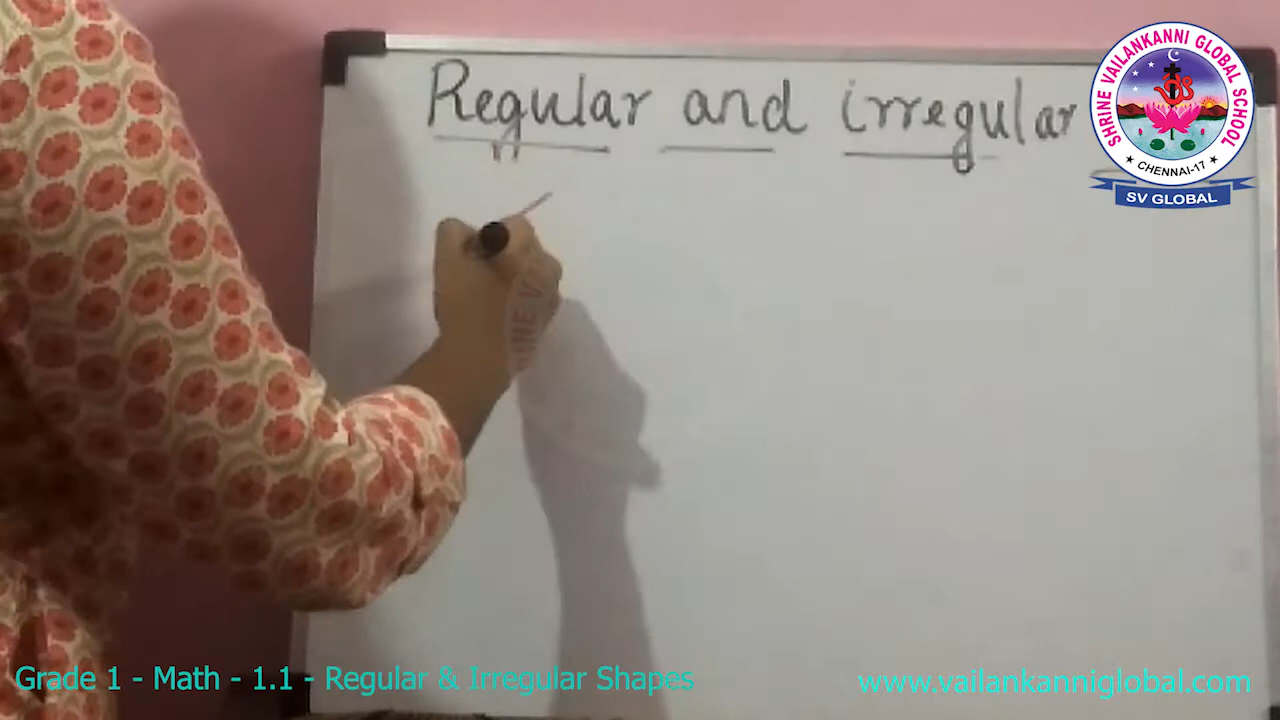 Regular and irregular
SHRINE VAILANKANNI GLOBAL SCHOOL
★ CHENNAI-17 ★
SV GLOBAL
Grade 1 - Math - 1.1 - Regular & Irregular Shapes
www.vailankanniglobal.com